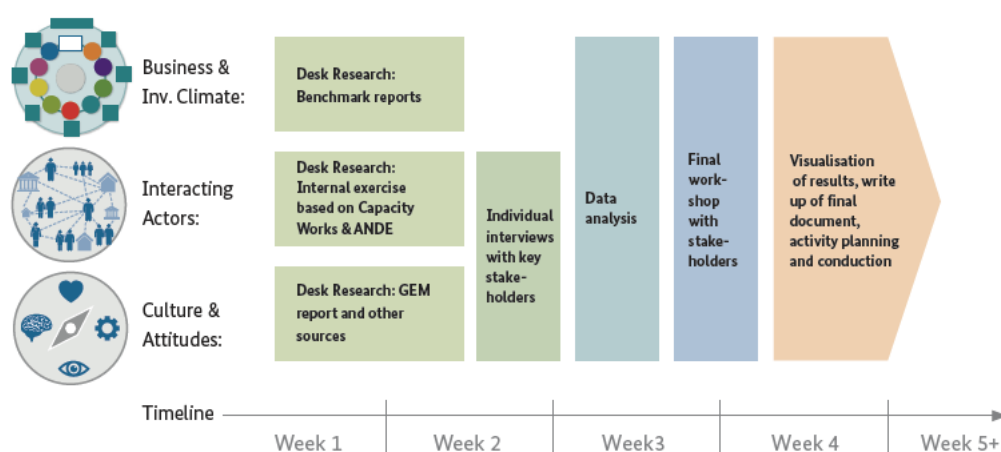 Business &
Inv. Climate:
Desk Research:
Benchmark reports
Interacting
Actors:
Desk Research:
Internal exercise
based on Capacity
Works & ANDE
Culture &
Attitudes:
Desk Research: GEM
report and other
sources
Individual
interviews
with key
stake-
holders
Data
analysis
Final
work-
shop
with
stake-
holders
Visualisation
of results, write
up of final
document,
activity planning
and conduction
Timeline
Week 1
Week 2
Week3
Week 4
Week 5+